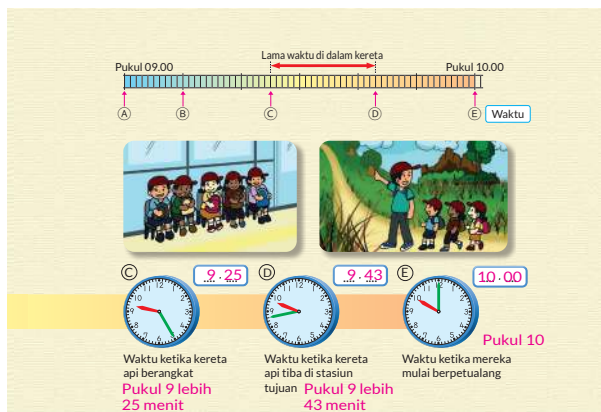 Lama waktu di dalam kereta
Pukul 09.00 Pukul 10.00
A B C D E Waktu
C 9.25 D 9.43 E 10.00
Waktu ketika kereta
api berangkat
Pukul 9 lebih
25 menit
Waktu ketika kereta
api tiba di stasiun
tujuan Pukul 9 lebih
43 menit
Pukul 10
Waktu ketika mereka
mulai berpetualang